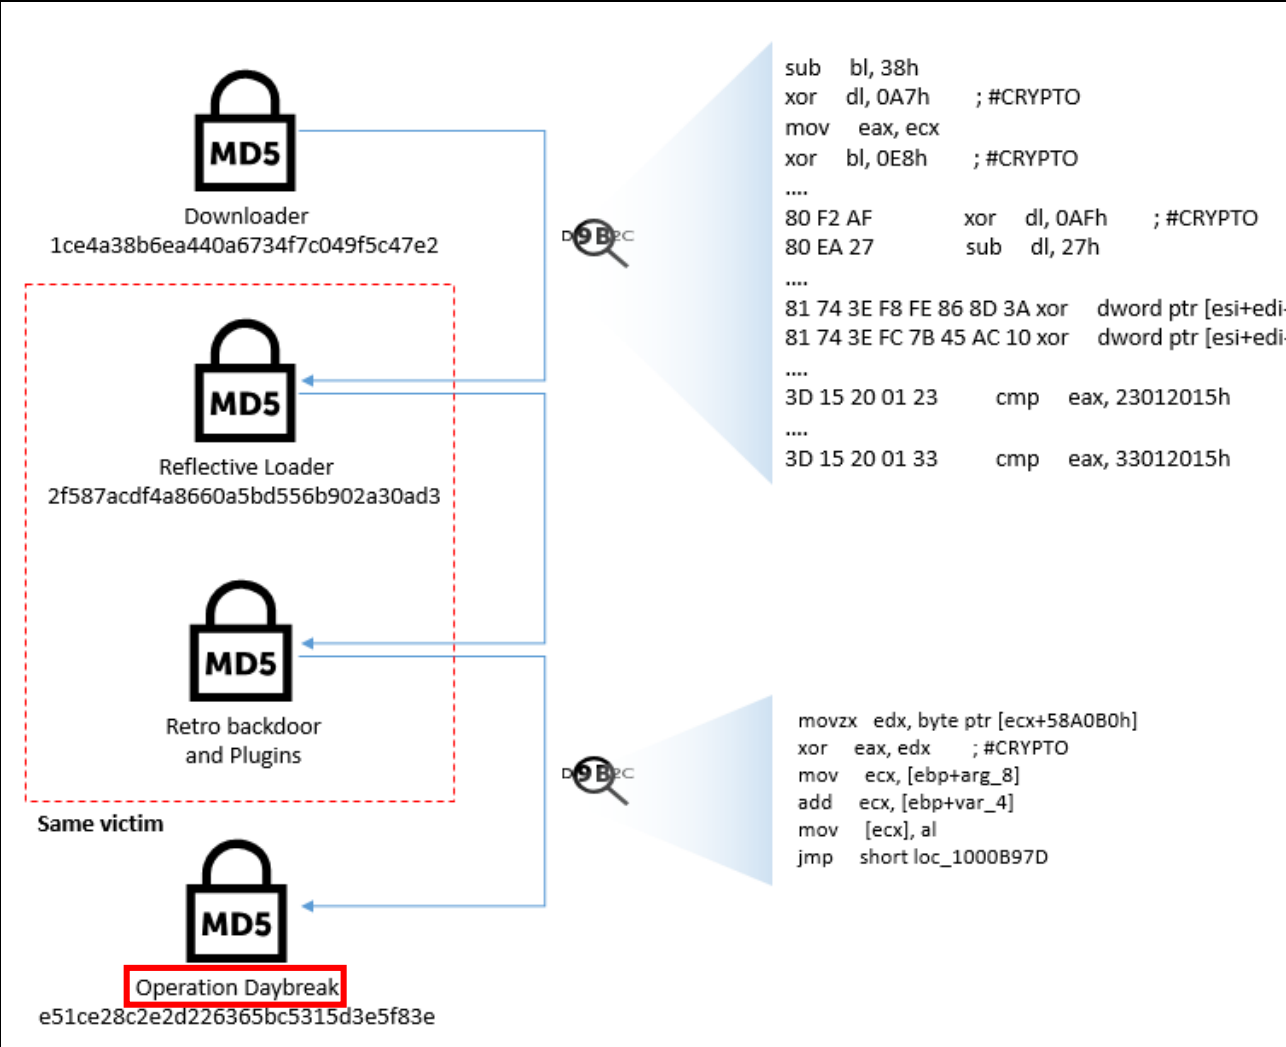 MD5
Downloader
1ce4a38b6ea440a6734f7c049f5c47e2
MD5
Reflective Loader
2f587acdf4a8660a5bd556b902a30ad3
MD5
Retro backdoor
and Plugins
Same victim
MD5
Operation Daybreak
e51ce28c2e2d226365bc5315d3e5f83e
D9B2C
sub bl, 38h
xor dl, 0A7h ; #CRYPTO
mov eax, ecx
xor bl, 0E8h ; #CRYPTO
....
80 F2 AF xor dl, 0AFh ; #CRYPTO
80 EA 27 sub dl, 27h
....
81 74 3E F8 FE 86 8D 3A xor dword ptr [esi+edi-
81 74 3E FC 7B 45 AC 10 xor dword ptr [esi+edi-
....
3D 15 20 01 23 cmp eax, 23012015h
....
3D 15 20 01 33 cmp eax, 33012015h
D9B2C
movzx edx, byte ptr [ecx+58A0B0h]
xor eax, edx ; #CRYPTO
mov ecx, [ebp+arg_8]
add ecx, [ebp+var_4]
mov [ecx], al
jmp short loc_1000B97D